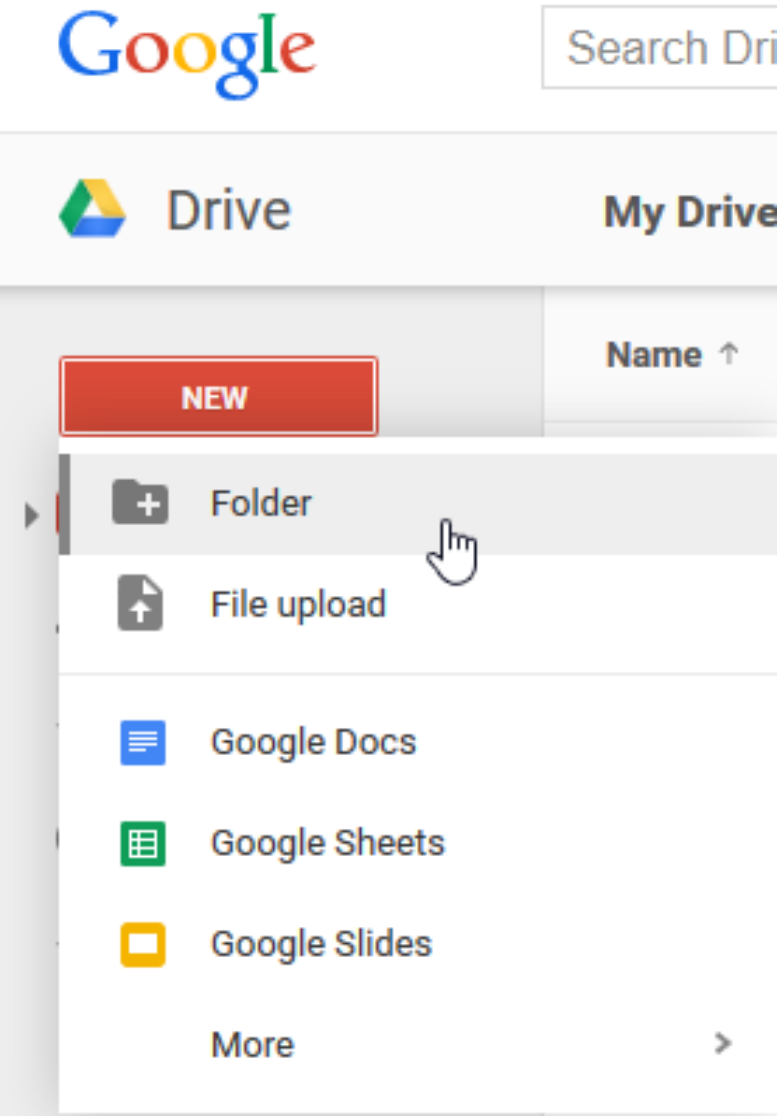 Google
Search Dri
Drive
My Drive
NEW
Name ↑
Folder
File upload
Google Docs
Google Sheets
Google Slides
More >